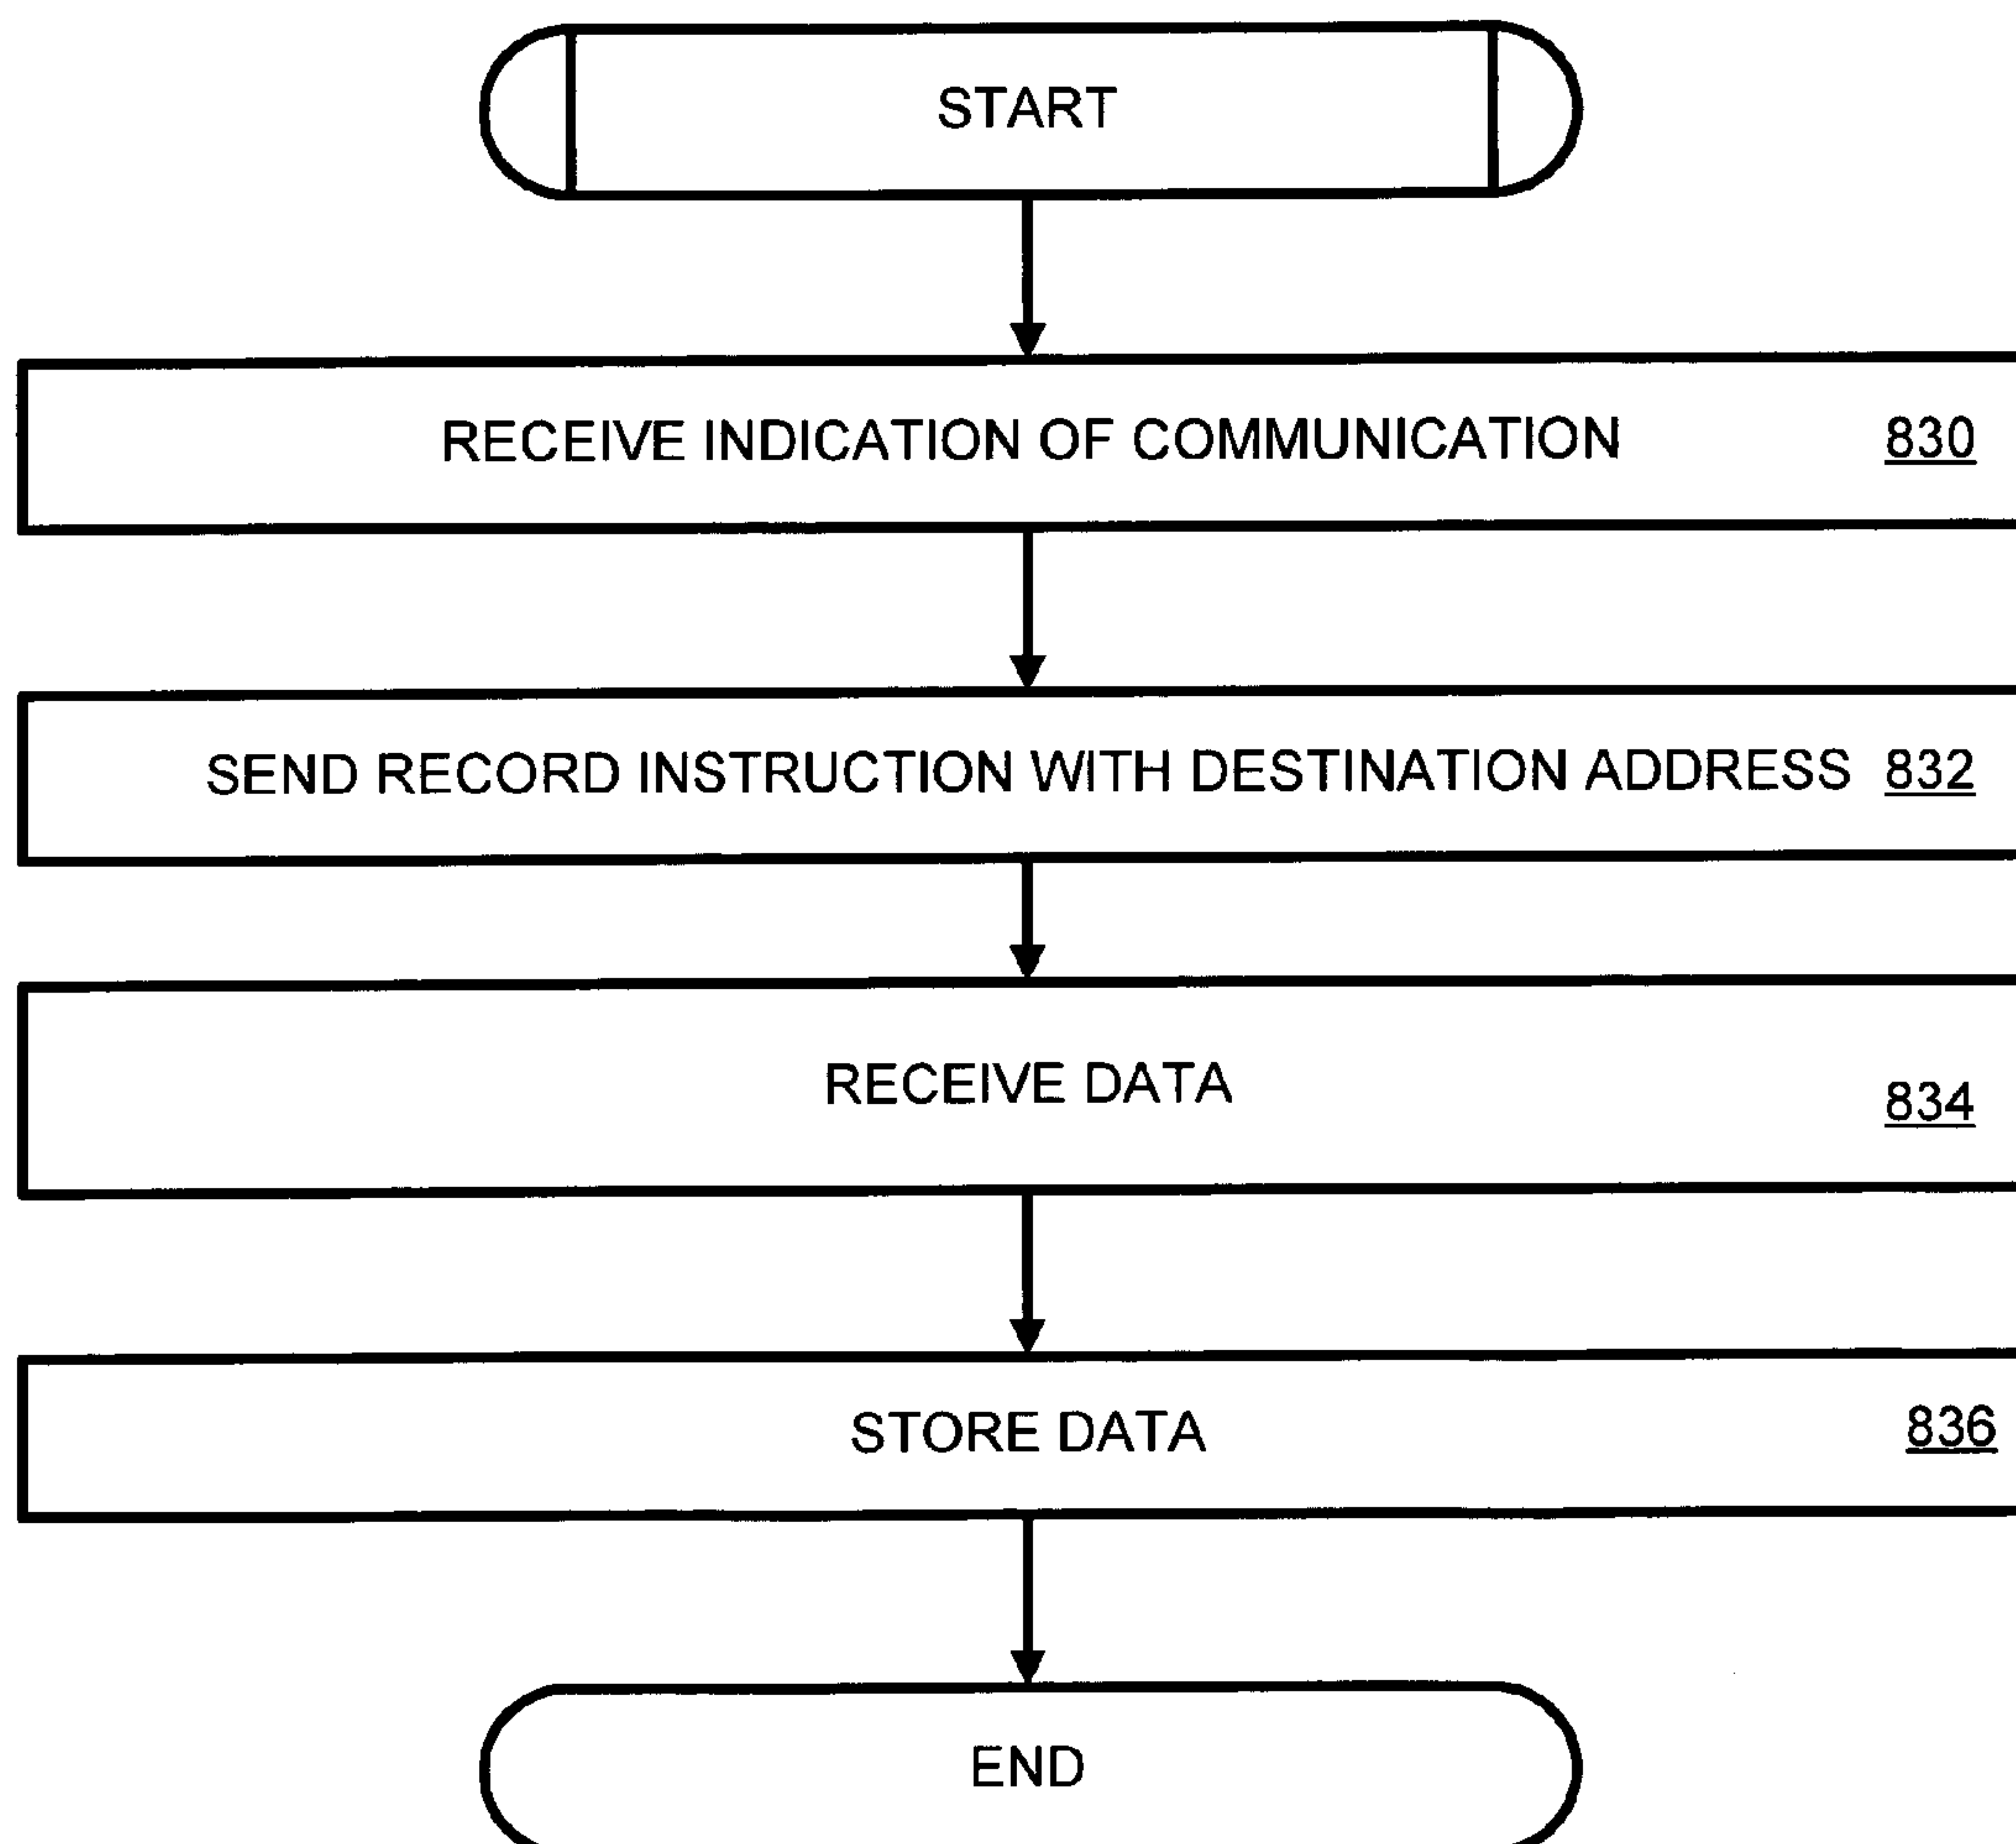 START
RECEIVE INDICATION OF COMMUNICATION 830
SEND RECORD INSTRUCTION WITH DESTINATION ADDRESS 832
RECEIVE DATA 834
STORE DATA 836
END